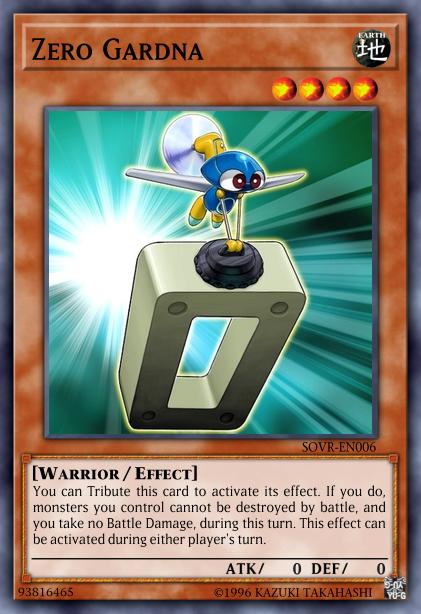 ZERO GARDNA
EARTH
地
SOVR-EN006
[WARRIOR / EFFECT]
You can Tribute this card to activate its effect. If you do,
monsters you control cannot be destroyed by battle, and
you take no Battle Damage, during this turn. This effect can
be activated during either player's turn.
ATK/ 0 DEF/ 0
93816465
©1996 KAZUKI TAKAHASHI